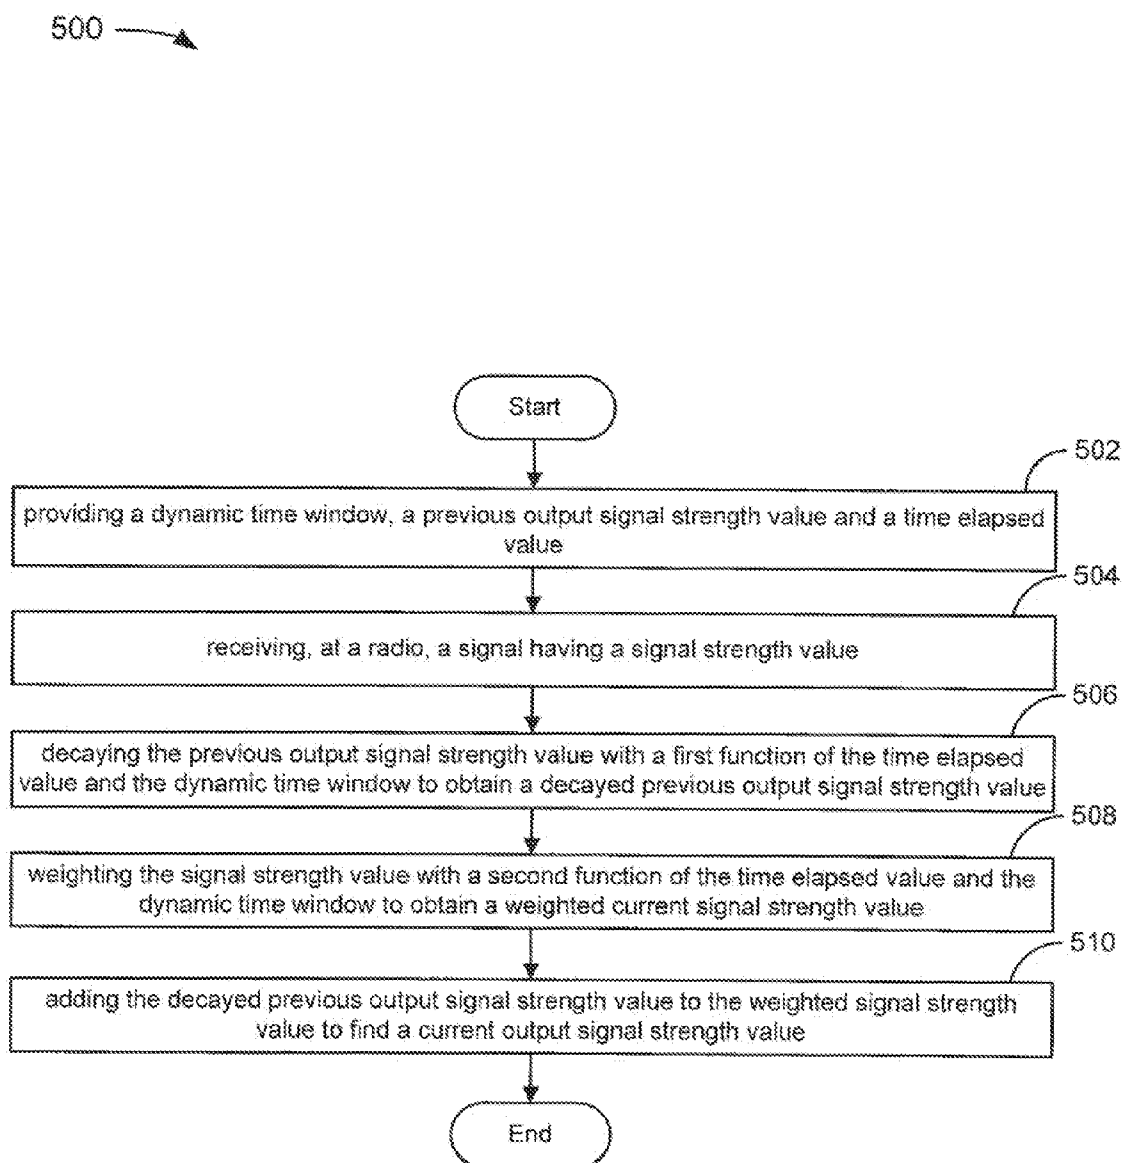 500
Start
502
providing a dynamic time window, a previous output signal strength value and a time elapsed
value
504
receiving, at a radio, a signal having a signal strength value
506
decaying the previous output signal strength value with a first function of the time elapsed
value and the dynamic time window to obtain a decayed previous output signal strength value
508
weighting the signal strength value with a second function of the time elapsed value and the
dynamic time window to obtain a weighted current signal strength value
510
adding the decayed previous output signal strength value to the weighted signal strength
value to find a current output signal strength value
End